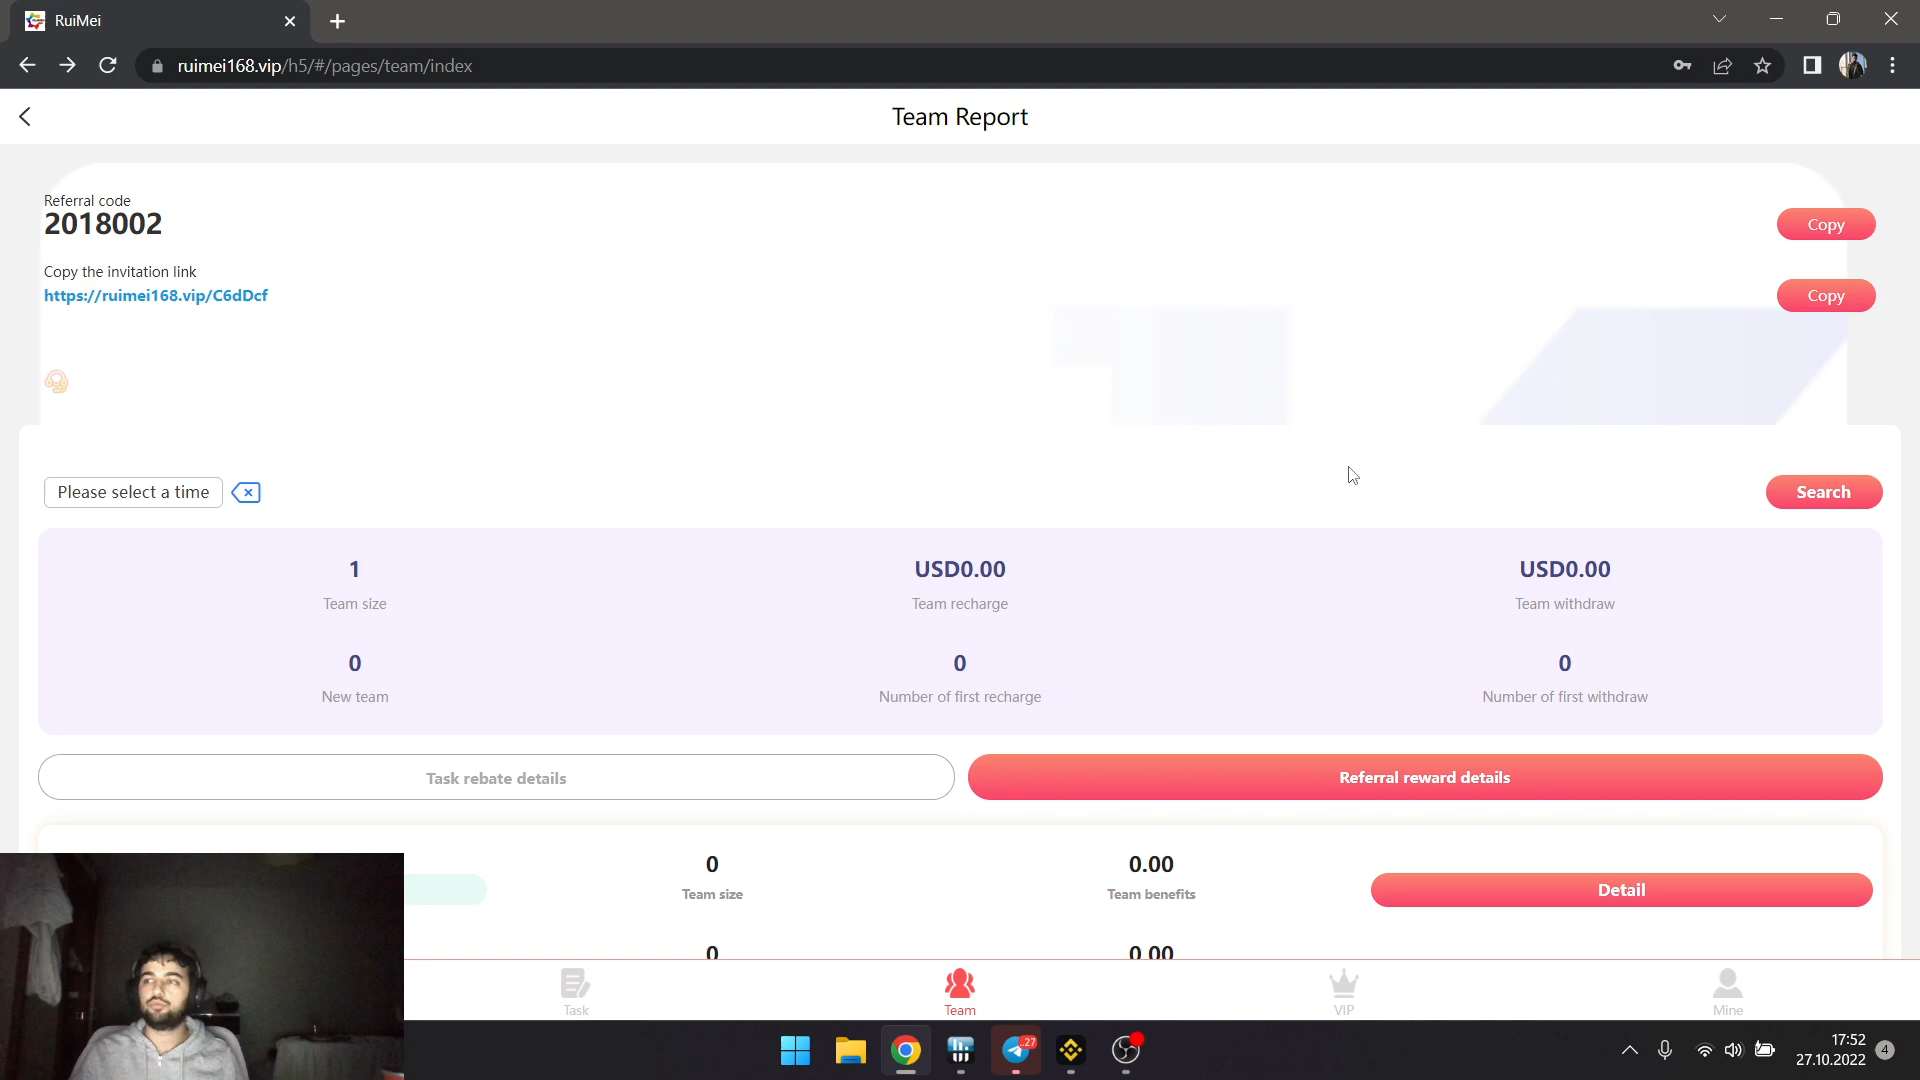 RuiMei
ruimei168.vip/h5/#/pages/team/index
Team Report
Referral code
2018002
Copy
Copy the invitation link
https://ruimei168.vip/C6dDcf
Copy
Please select a time
Search
1
USD0.00
USD0.00
Team size
Team recharge
Team withdraw
0
0
0
New team
Number of first recharge
Number of first withdraw
Task rebate details
Referral reward details
0
0.00
Team size
Team benefits
Detail
0
0.00
Task
Team
VIP
Mine
27
17:52
27.10.2022
4